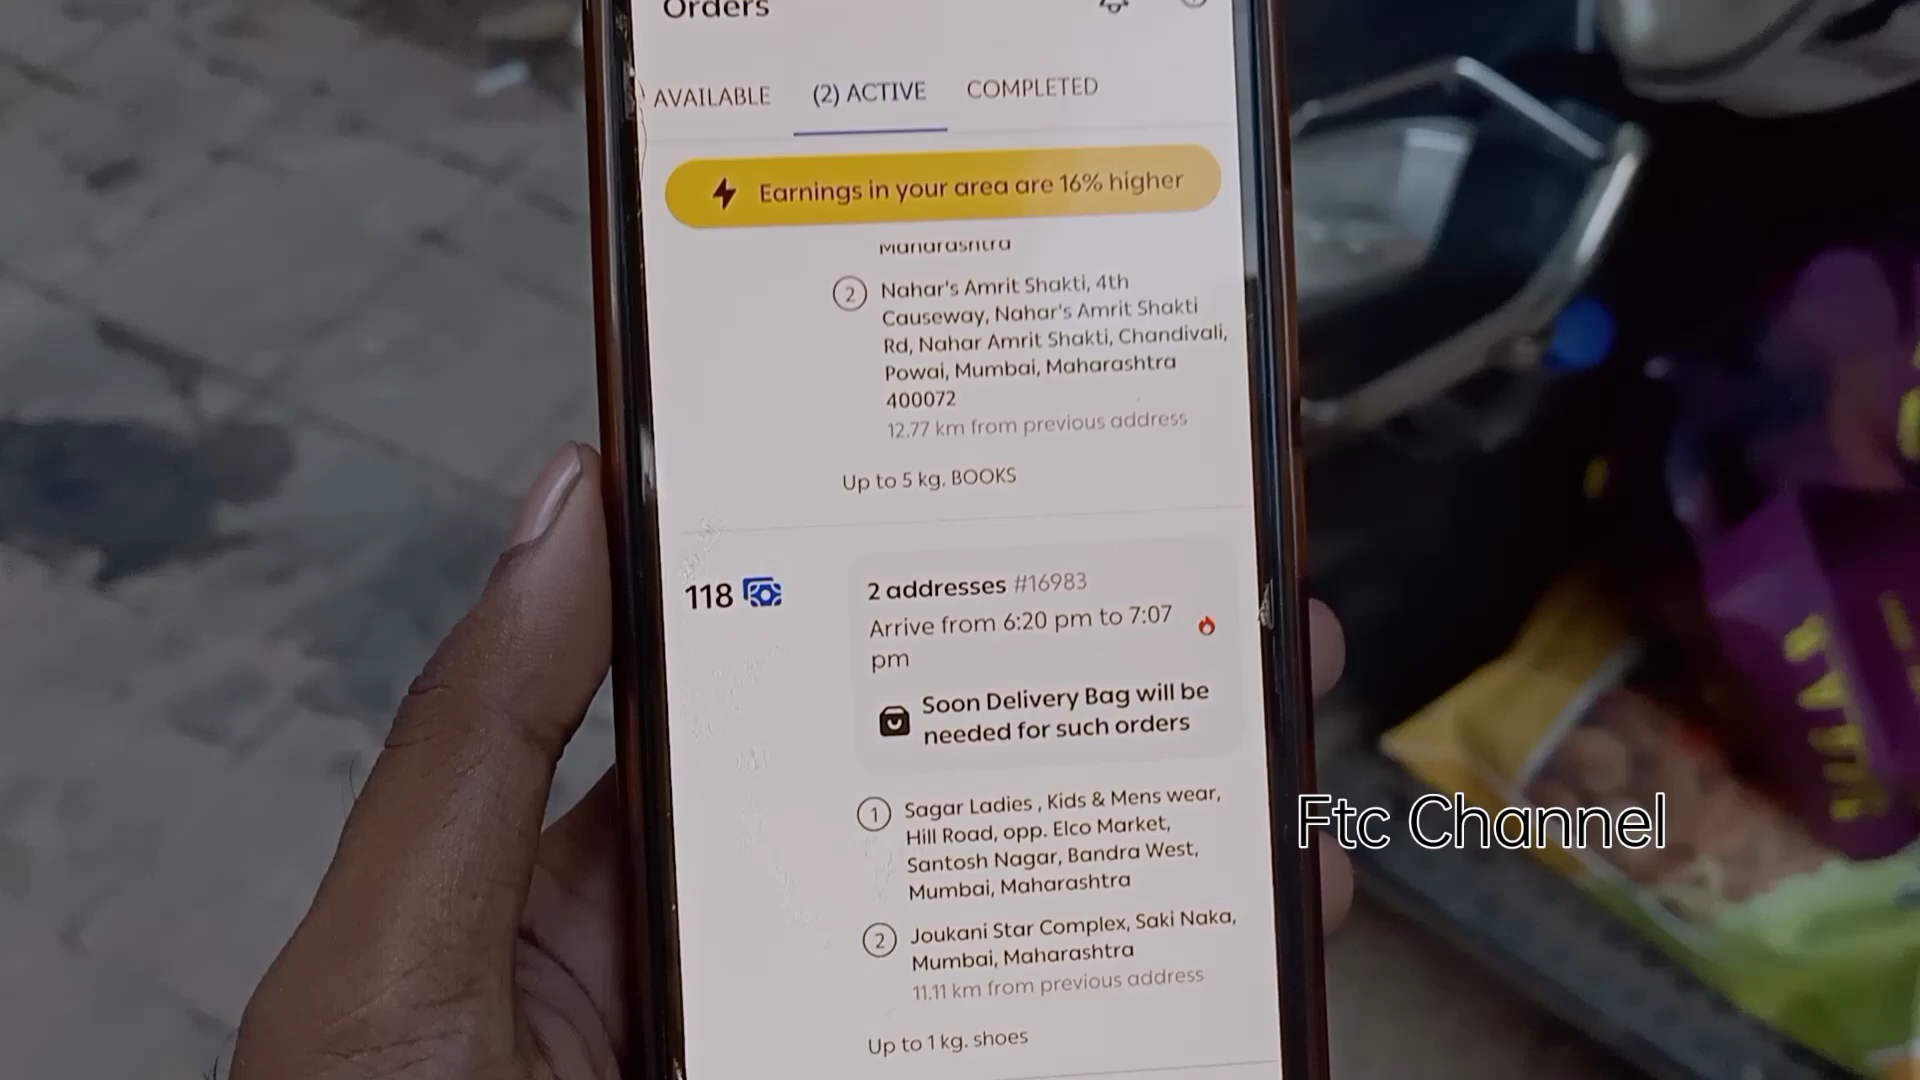 Orders
AVAILABLE (2) ACTIVE COMPLETED
Earnings in your area are 16% higher
Maharashtra
2 Nahar's Amrit Shakti, 4th
Causeway, Nahar's Amrit Shakti
Rd, Nahar Amrit Shakti, Chandivali,
Powai, Mumbai, Maharashtra
400072
12.77 km from previous address
Up to 5 kg. BOOKS
118
2 addresses #16983
Arrive from 6:20 pm to 7:07
pm
Soon Delivery Bag will be
needed for such orders
1 Sagar Ladies , Kids & Mens wear,
Hill Road, opp. Elco Market,
Santosh Nagar, Bandra West,
Mumbai, Maharashtra
2 Joukani Star Complex, Saki Naka,
Mumbai, Maharashtra
11.11 km from previous address
Up to 1 kg. shoes
Ftc Channel